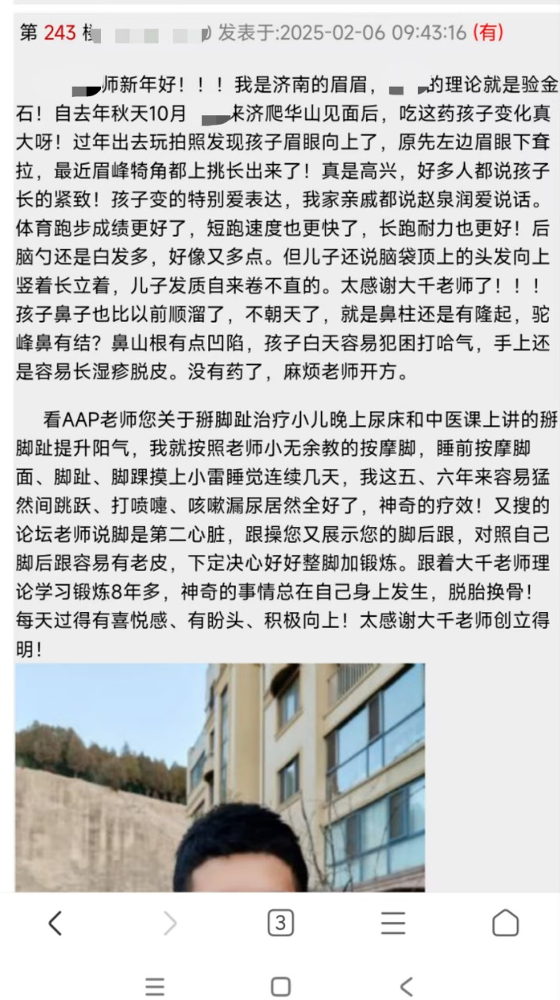 第 243 楼 ) 发表于:2025-02-06 09:43:16 (有)
师新年好！！！我是济南的眉眉， 的理论就是验金
石！自去年秋天10月 来济爬华山见面后，吃这药孩子变化真
大呀！过年出去玩拍照发现孩子眉眼向上了，原先左边眉眼下耷
拉，最近眉峰犄角都上挑长出来了！真是高兴，好多人都说孩子
长的紧致！孩子变的特别爱表达，我家亲戚都说赵泉润爱说话。
体育跑步成绩更好了，短跑速度也更快了，长跑耐力也更好！后
脑勺还是白发多，好像又多点。但儿子还说脑袋顶上的头发向上
竖着长立着，儿子发质自来卷不直的。太感谢大千老师了！！！
孩子鼻子也比以前顺溜了，不朝天了，就是鼻柱还是有隆起，驼
峰鼻有结？鼻山根有点凹陷，孩子白天容易犯困打哈气，手上还
是容易长湿疹脱皮。没有药了，麻烦老师开方。
看AAP老师您关于掰脚趾治疗小儿晚上尿床和中医课上讲的掰
脚趾提升阳气，我就按照老师小无余教的按摩脚，睡前按摩脚
面、脚趾、脚踝摸上小雷睡觉连续几天，我这五、六年来容易猛
然间跳跃、打喷嚏、咳嗽漏尿居然全好了，神奇的疗效！又搜的
论坛老师说脚是第二心脏，跟操您又展示您的脚后跟，对照自己
脚后跟容易有老皮，下定决心好好整脚加锻炼。跟着大千老师理
论学习锻炼8年多，神奇的事情总在自己身上发生，脱胎换骨！
每天过得有喜悦感、有盼头、积极向上！太感谢大千老师创立得
明！
3